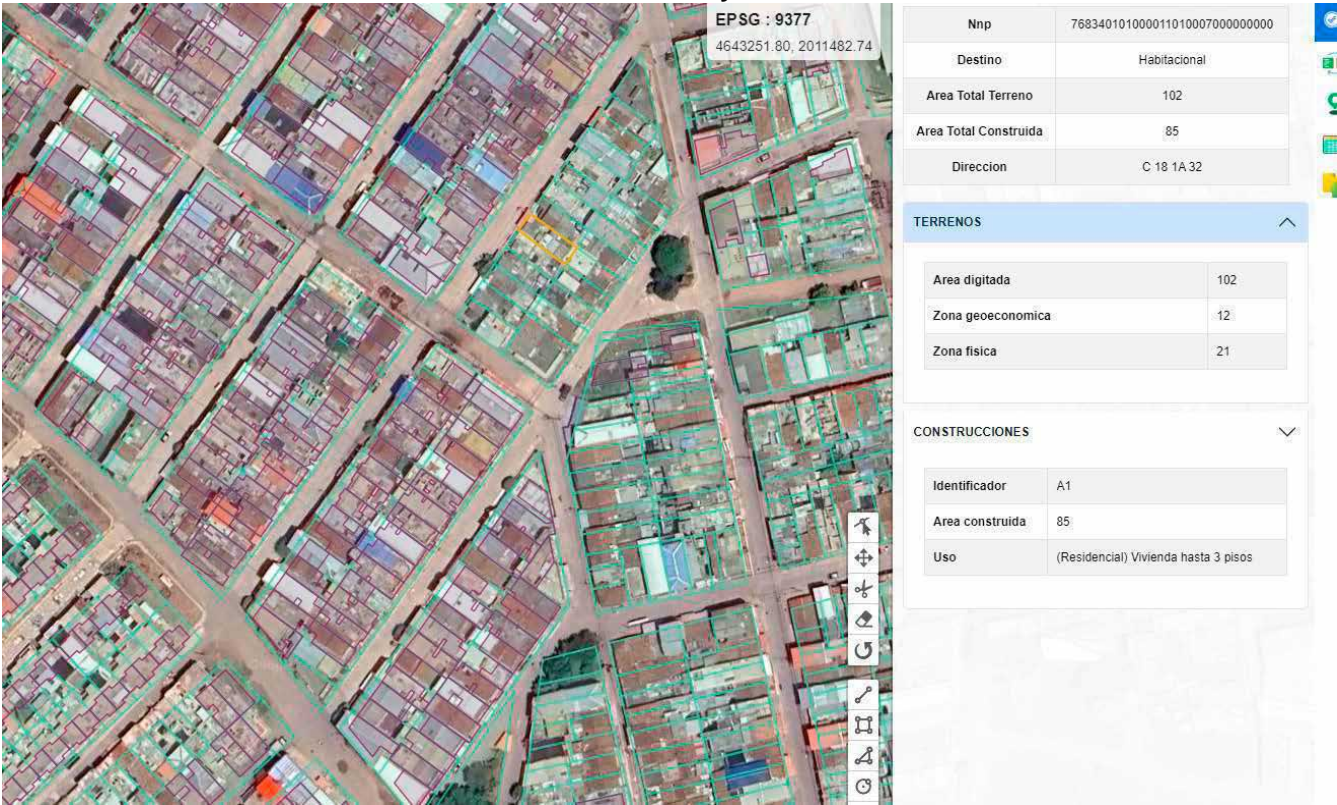 EPSG : 9377
4643251.80, 2011482.74
Nnp 768340101000011010007000000000
Destino Habitacional
Area Total Terreno 102
Area Total Construida 85
Direccion C 18 1A 32
TERRENOS
Area digitada 102
Zona geoeconomica 12
Zona fisica 21
CONSTRUCCIONES
Identificador A1
Area construida 85
Uso (Residencial) Vivienda hasta 3 pisos